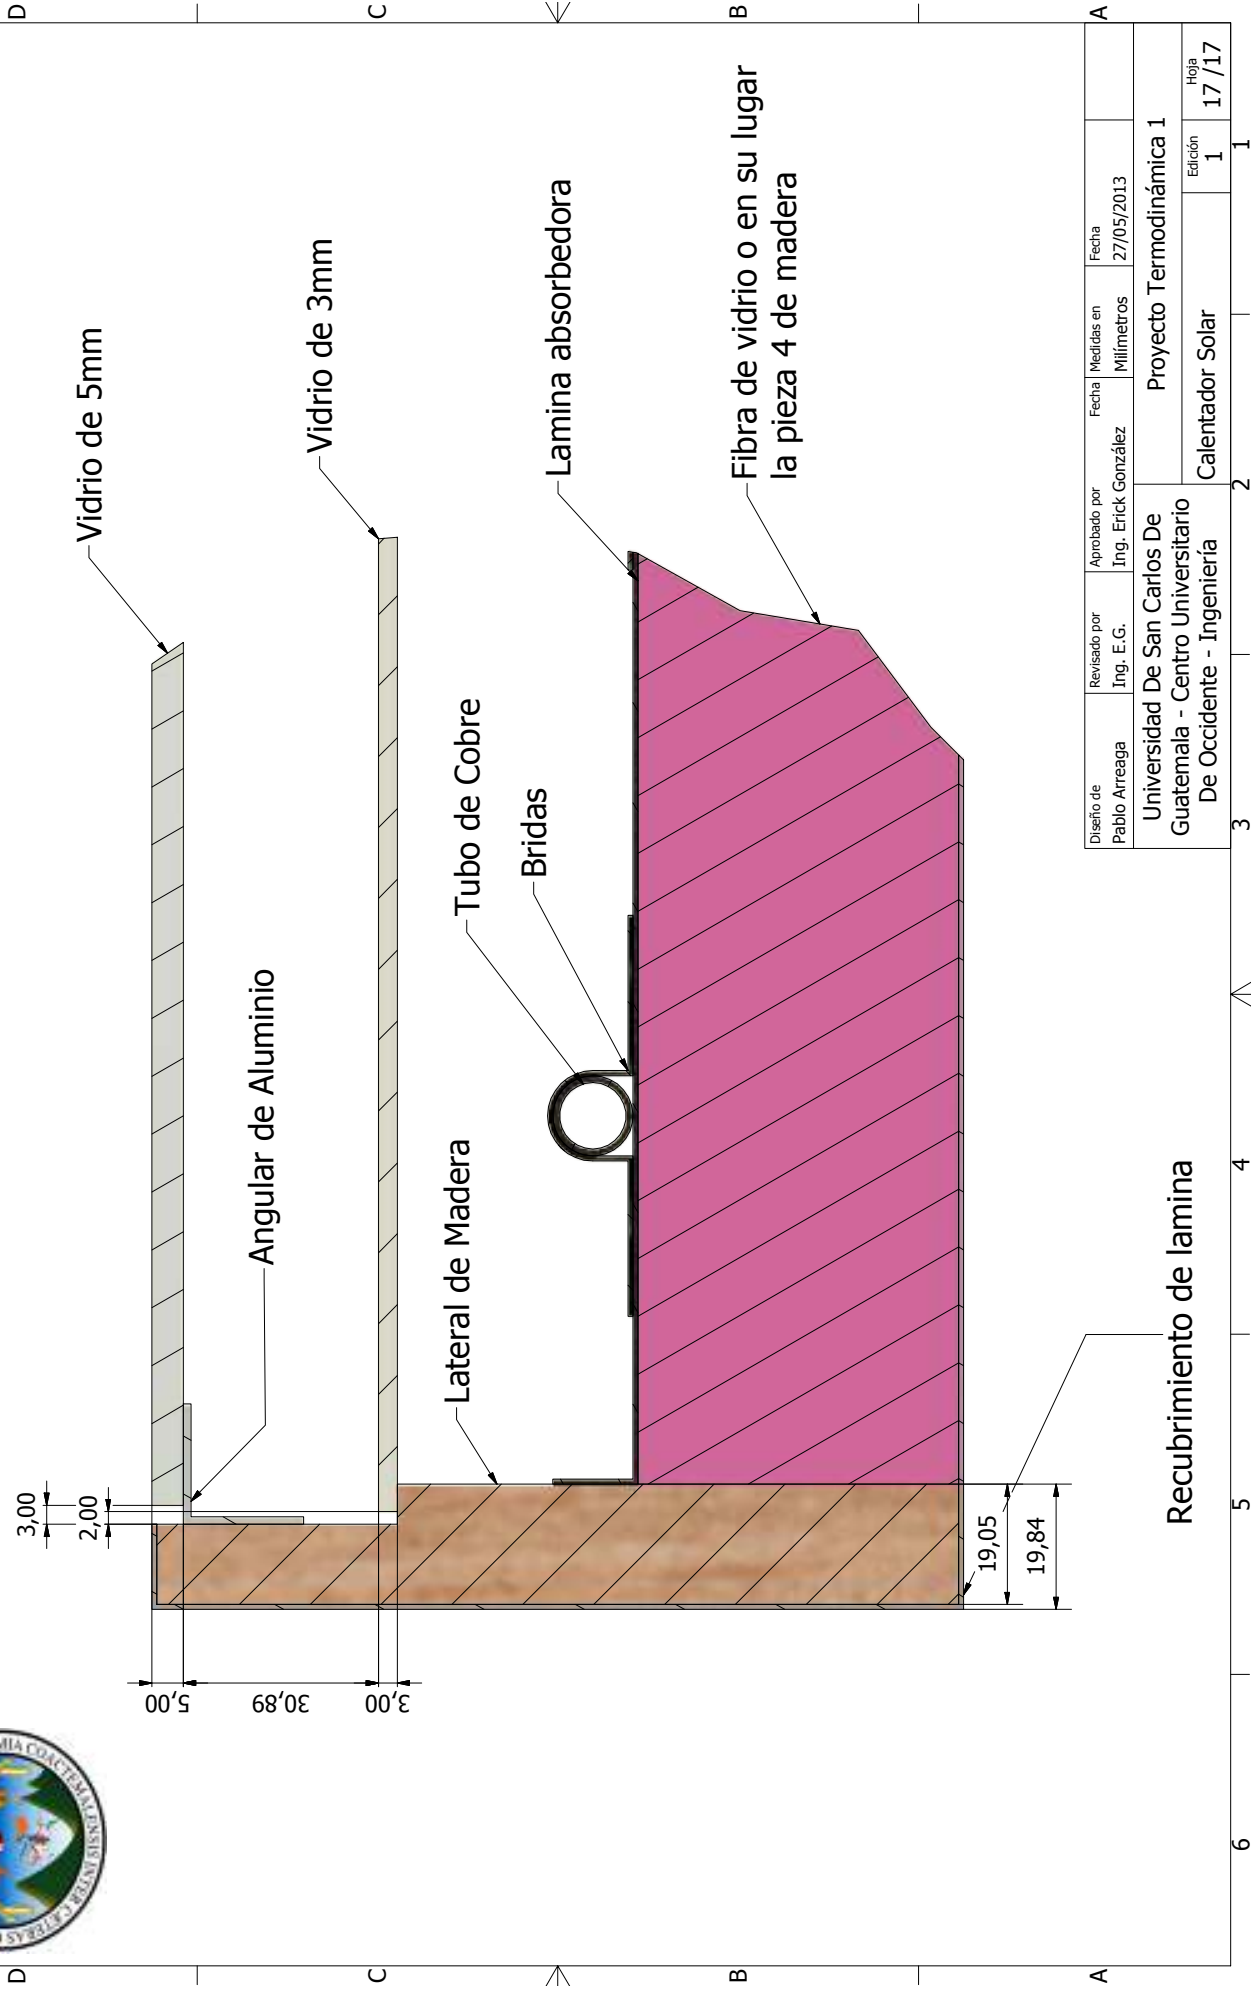 D
C
B
A
3,00
2,00
5,00
30,89
3,00
Vidrio de 5mm
Angular de Aluminio
Vidrio de 3mm
Lateral de Madera
Tubo de Cobre
Bridas
Lamina absorbedora
Fibra de vidrio o en su lugar
la pieza 4 de madera
19,05
19,84
Recubrimiento de lamina
Diseño de
Pablo Arreaga
Revisado por
Ing. E.G.
Aprobado por
Ing. Erick González
Fecha
Medidas en
Milímetros
Fecha
27/05/2013
Universidad De San Carlos De
Guatemala - Centro Universitario
De Occidente - Ingeniería
Proyecto Termodinámica 1
Calentador Solar
Edición
1
Hoja
17 /17
6
5
4
3
2
1
D
C
B
A